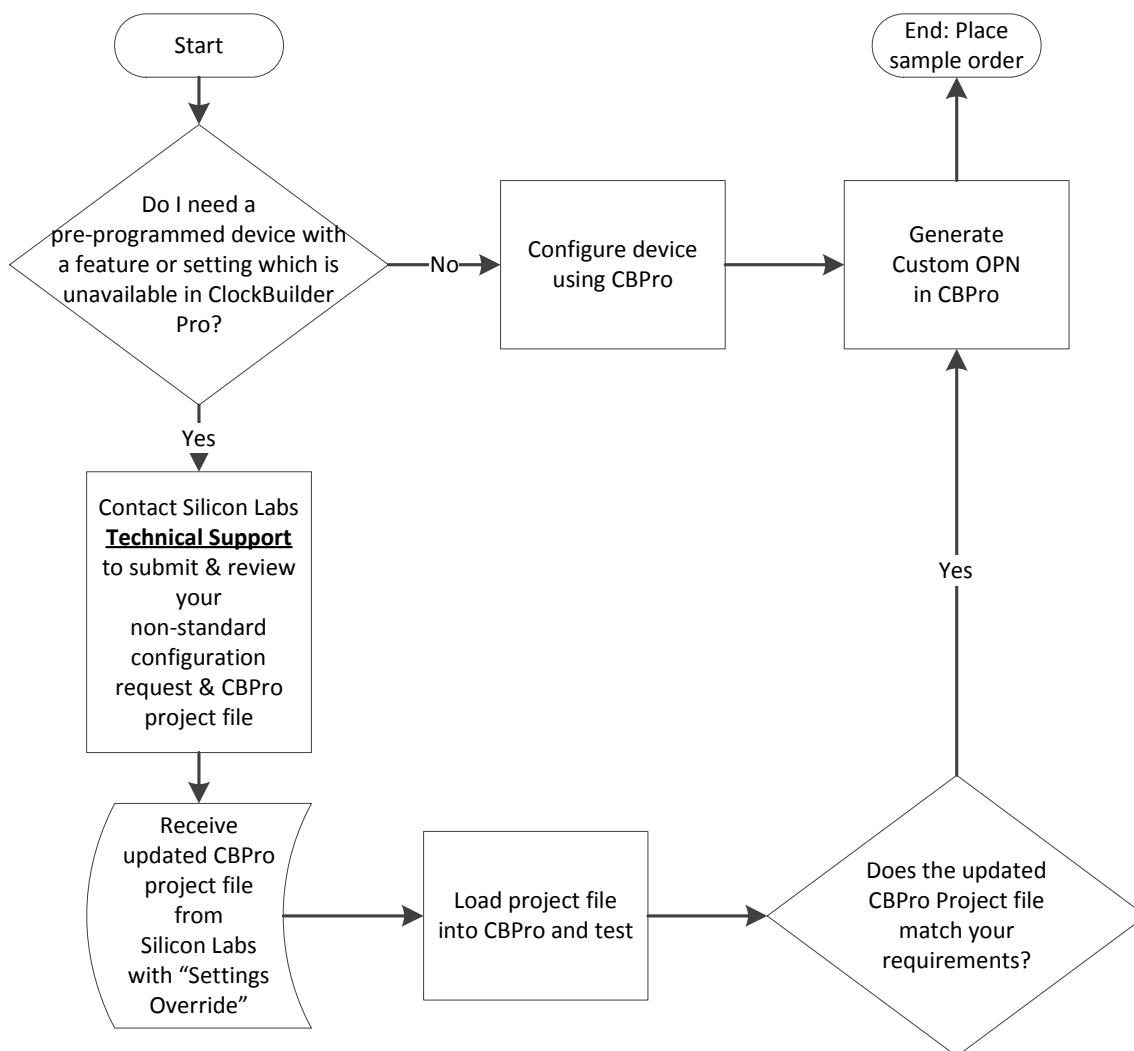 Start
End: Place
sample order
Do I need a
pre-programmed device with
a feature or setting which is
unavailable in ClockBuilder
Pro?
No
Configure device
using CBPro
Generate
Custom OPN
in CBPro
Yes
Contact Silicon Labs
Technical Support
to submit & review
your
non-standard
configuration
request & CBPro
project file
Yes
Receive
updated CBPro
project file
from
Silicon Labs
with “Settings
Override”
Load project file
into CBPro and test
Does the updated
CBPro Project file
match your
requirements?